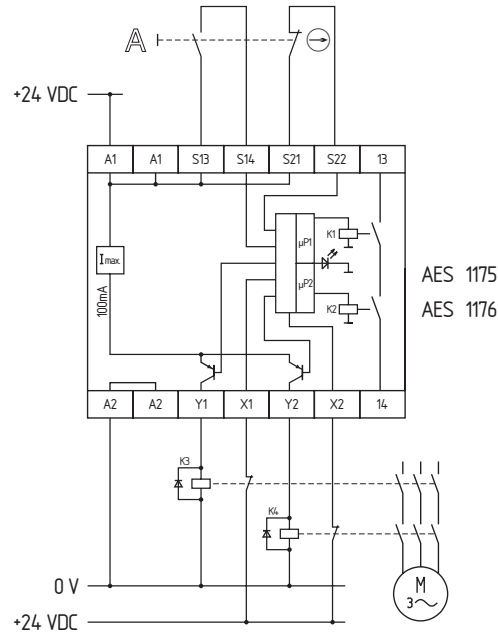 A
+24 VDC
A1 A1 S13 S14 S21 S22 13
µP1
K1
I max.
100mA
µP2
K2
AES 1175
AES 1176
A2 A2 Y1 X1 Y2 X2 14
K3
K4
0 V
M
3~
+24 VDC